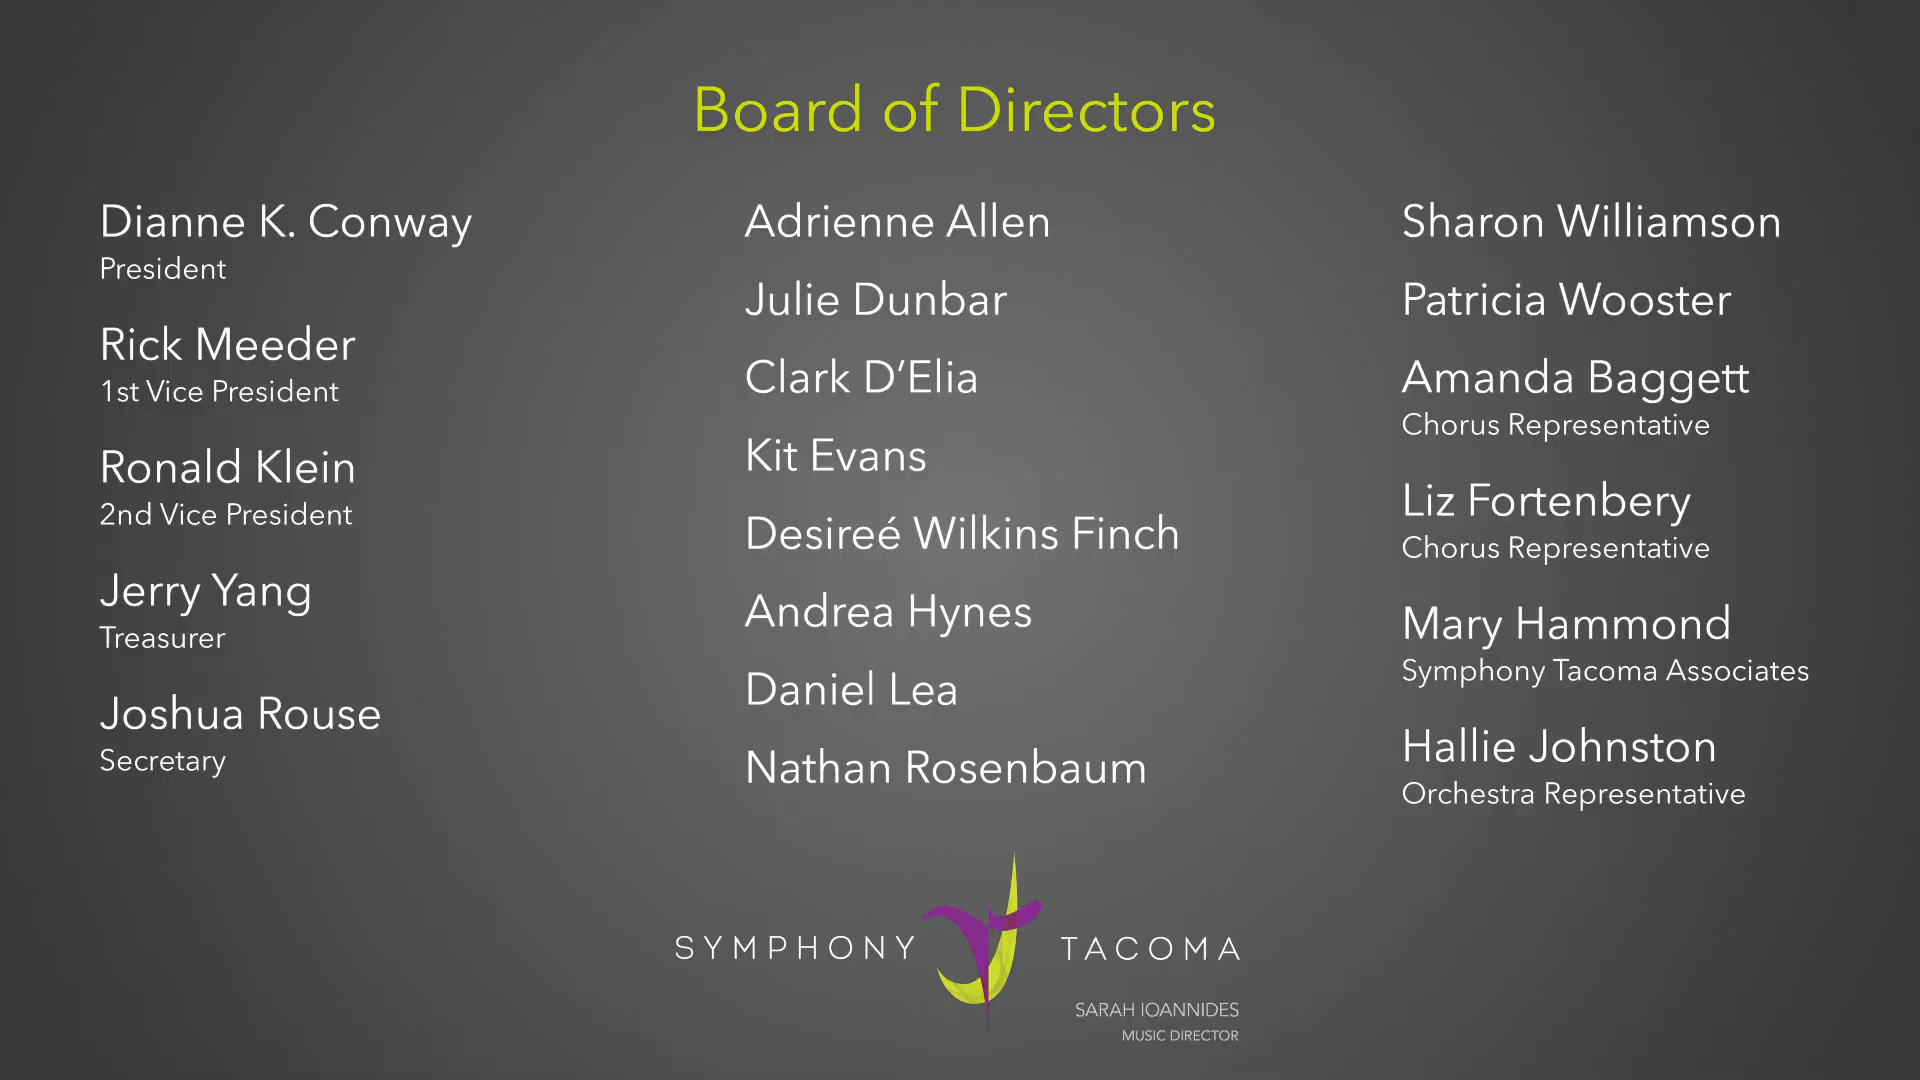 Board of Directors
Dianne K. Conway
President
Rick Meeder
1st Vice President
Ronald Klein
2nd Vice President
Jerry Yang
Treasurer
Joshua Rouse
Secretary
Adrienne Allen
Julie Dunbar
Clark D’Elia
Kit Evans
Desireé Wilkins Finch
Andrea Hynes
Daniel Lea
Nathan Rosenbaum
Sharon Williamson
Patricia Wooster
Amanda Baggett
Chorus Representative
Liz Fortenbery
Chorus Representative
Mary Hammond
Symphony Tacoma Associates
Hallie Johnston
Orchestra Representative
SYMPHONY TACOMA
SARAH IOANNIDES
MUSIC DIRECTOR